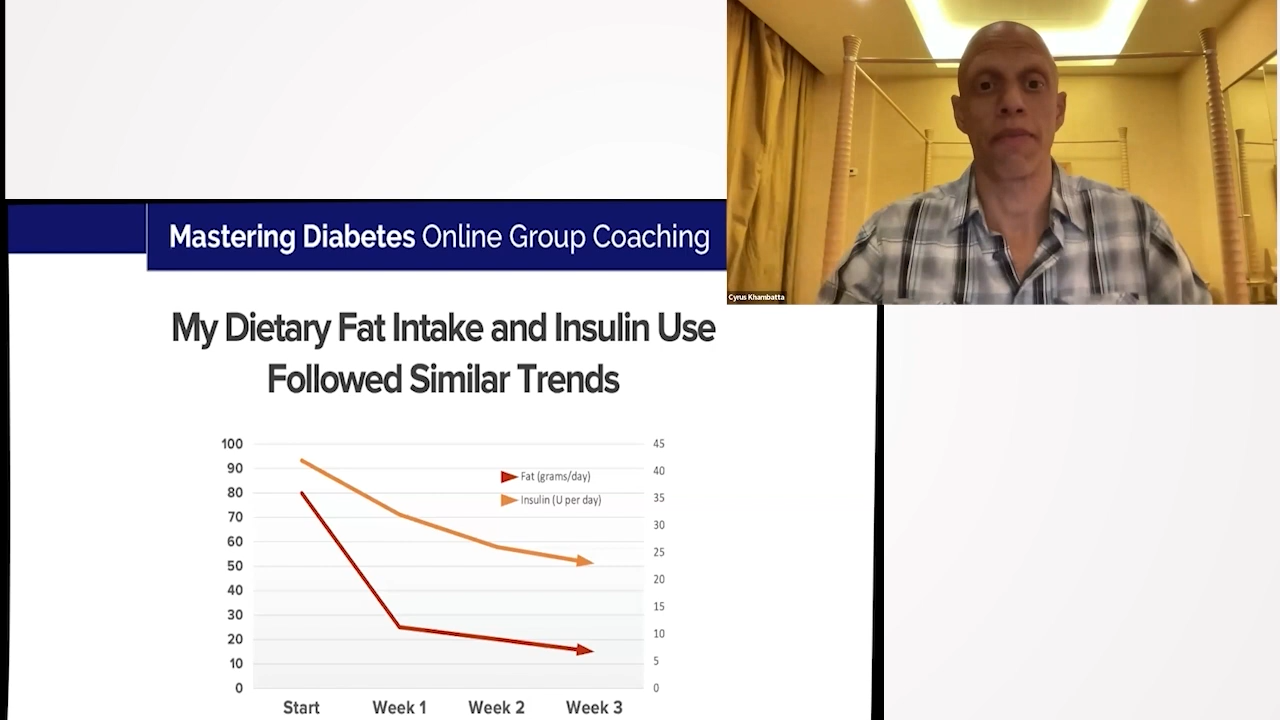 Cyrus Khambatta
Mastering Diabetes Online Group Coaching
My Dietary Fat Intake and Insulin Use
Followed Similar Trends
100
90
80
70
60
50
40
30
20
10
0
45
40
35
30
25
20
15
10
5
0
Fat (grams/day)
Insulin (U per day)
Start
Week 1
Week 2
Week 3